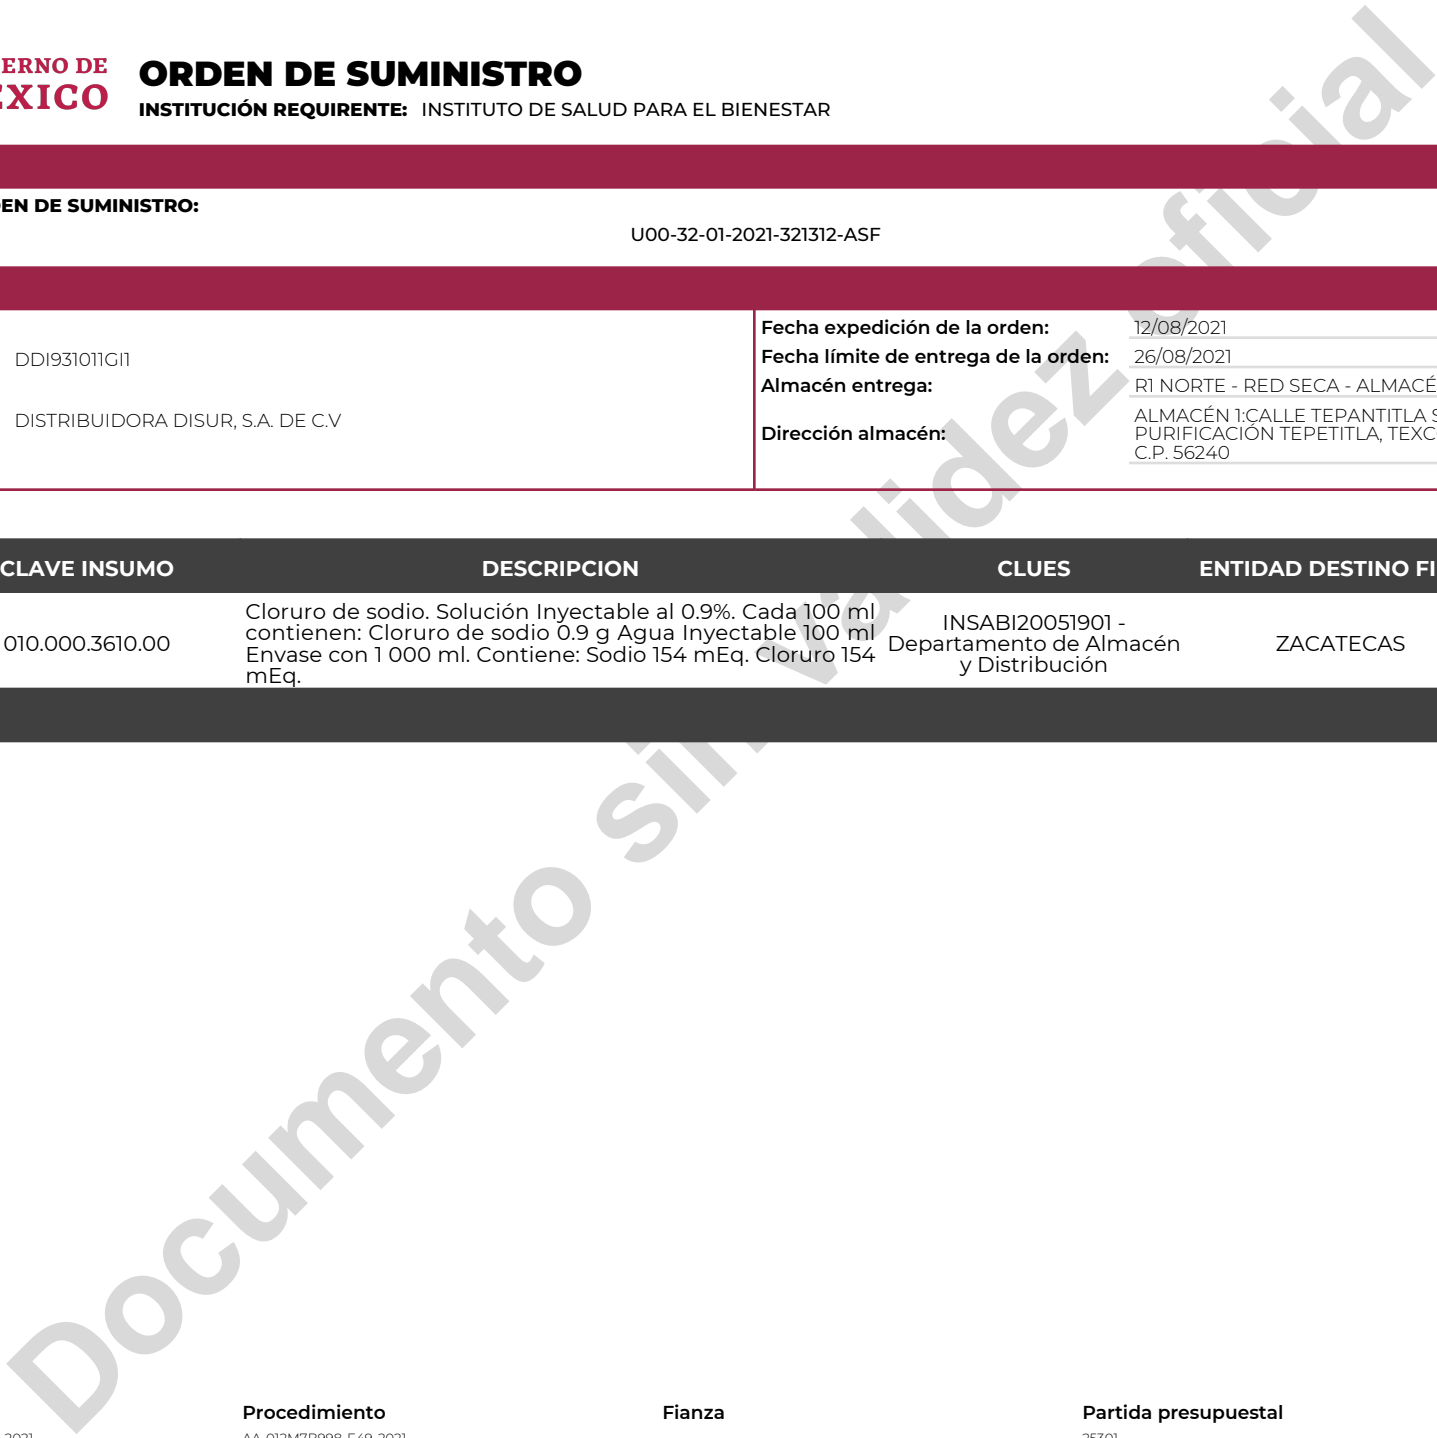 ERNO DE
ÉXICO
ORDEN DE SUMINISTRO
INSTITUCIÓN REQUIRENTE: INSTITUTO DE SALUD PARA EL BIENESTAR
EN DE SUMINISTRO:
U00-32-01-2021-321312-ASF
DDI931011GI1
DISTRIBUIDORA DISUR, S.A. DE C.V
Fecha expedición de la orden: 12/08/2021
Fecha límite de entrega de la orden: 26/08/2021
Almacén entrega: R1 NORTE - RED SECA - ALMACÉ
Dirección almacén: ALMACÉN 1:CALLE TEPANTITLA S
PURIFICACIÓN TEPETITLA, TEXC
C.P. 56240
CLAVE INSUMO DESCRIPCION CLUES ENTIDAD DESTINO FI
010.000.3610.00
Cloruro de sodio. Solución Inyectable al 0.9%. Cada 100 ml
contienen: Cloruro de sodio 0.9 g Agua Inyectable 100 ml
Envase con 1 000 ml. Contiene: Sodio 154 mEq. Cloruro 154
mEq.
INSABI20051901 -
Departamento de Almacén
y Distribución
ZACATECAS
Documento sin validez oficial
Procedimiento Fianza Partida presupuestal